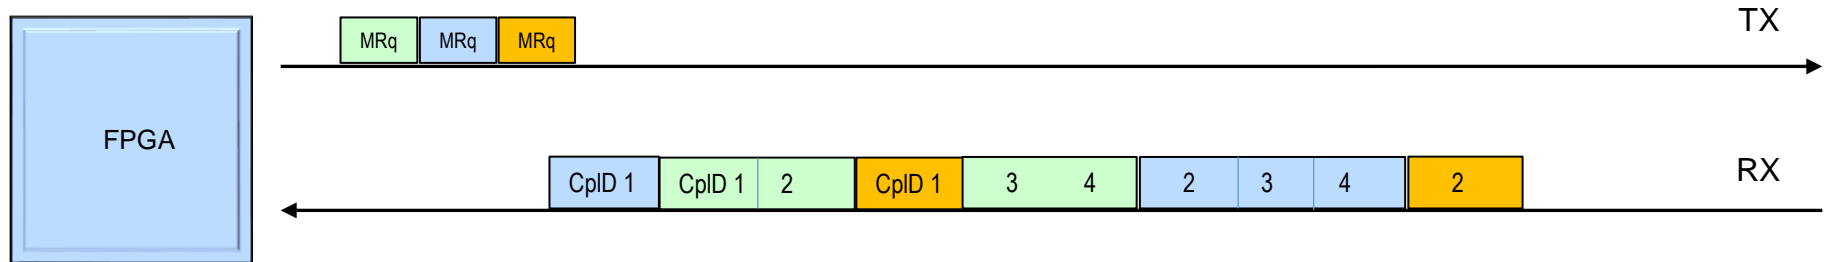 MRq MRq MRq
TX
FPGA
CplD 1 CplD 1 2 CplD 1 3 4 2 3 4 2
RX